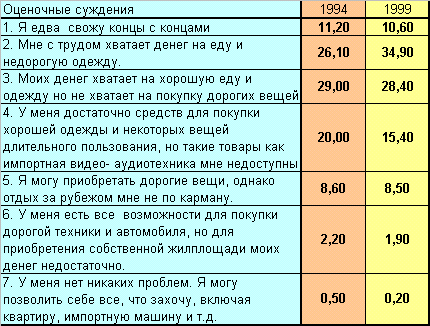 Оценочные суждения 1994 1999
1. Я едва свожу концы с концами 11,20 10,60
2. Мне с трудом хватает денег на еду и
недорогую одежду. 26,10 34,90
3. Моих денег хватает на хорошую еду и
одежду но не хватает на покупку дорогих вещей 29,00 28,40
4. У меня достаточно средств для покупки
хорошей одежды и некоторых вещей
длительного пользования, но такие товары как
импортная видео- аудиотехника мне недоступны 20,00 15,40
5. Я могу приобретать дорогие вещи, однако
отдых за рубежом мне не по карману. 8,60 8,50
6. У меня есть все возможности для покупки
дорогой техники и автомобиля, но для
приобретения собственной жилплощади моих
денег недостаточно. 2,20 1,90
7. У меня нет никаких проблем. Я могу
позволить себе все, что захочу, включая
квартиру, импортную машину и т.д. 0,50 0,20